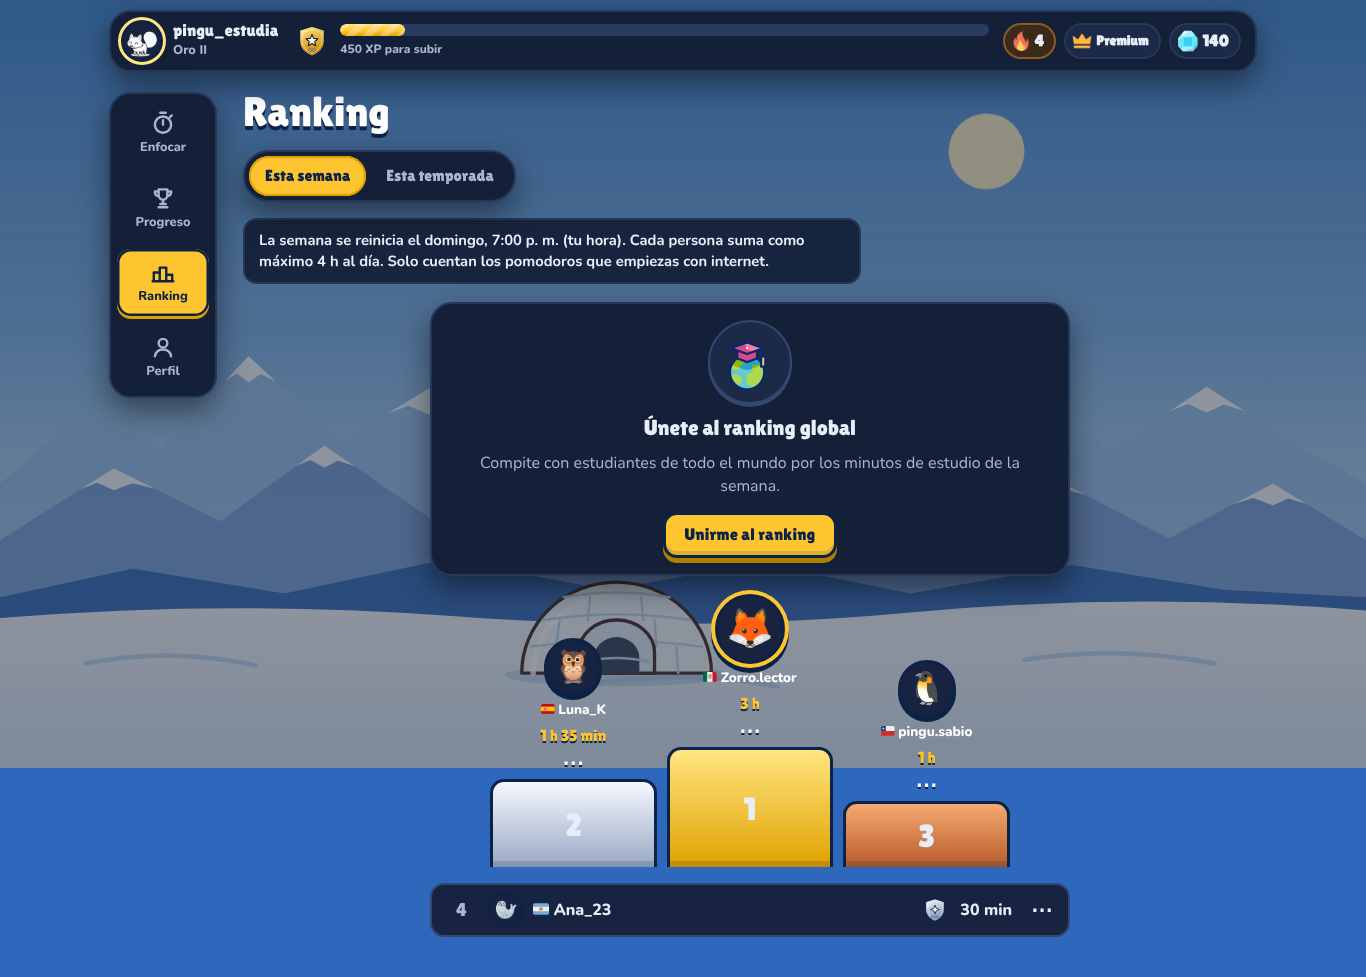 pingu_estudia
Oro II
450 XP para subir
4
Premium
140
Enfocar
Progreso
Ranking
Perfil
Ranking
Esta semana
Esta temporada
La semana se reinicia el domingo, 7:00 p. m. (tu hora). Cada persona suma como
máximo 4 h al día. Solo cuentan los pomodoros que empiezas con internet.
Únete al ranking global
Compite con estudiantes de todo el mundo por los minutos de estudio de la
semana.
Unirme al ranking
Luna_K
1 h 35 min
...
2
Zorro.lector
3 h
...
1
pingu.sabio
1 h
...
3
4 Ana_23 30 min ...